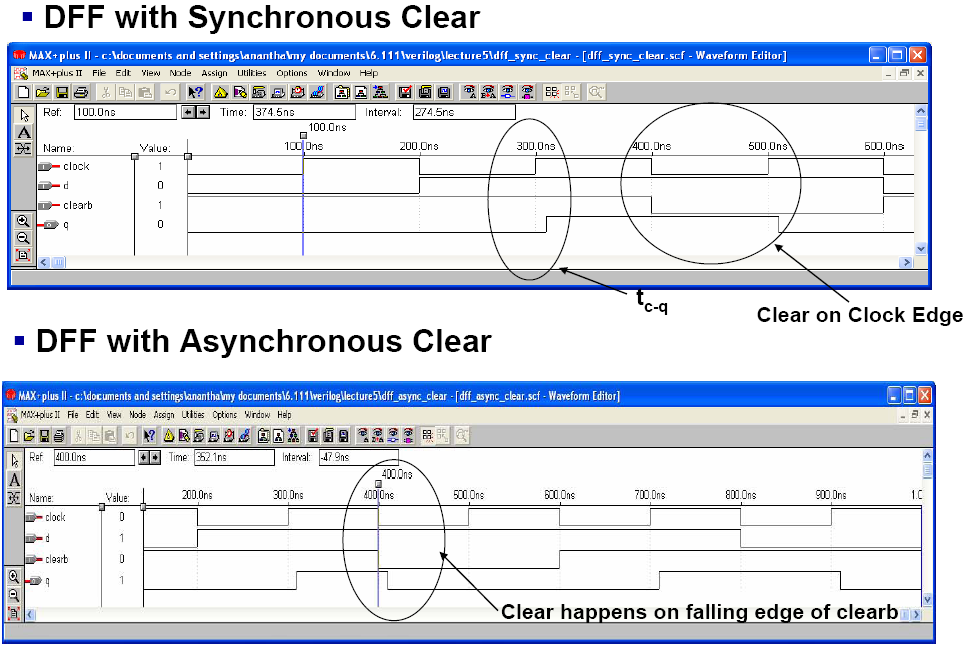 ▪ DFF with Synchronous Clear
MAX+plus II - c:\documents and settings\anantha\my documents\6.111\verilog\lecture5\dff_sync_clear - [dff_sync_clear.scf - Waveform Editor]
MAX+plus II File Edit View Node Assign Utilities Options Window Help
Ref: 100.0ns Time: 374.5ns Interval: 274.5ns
100.0ns
Name: Value: 100.0ns 200.0ns 300.0ns 400.0ns 500.0ns 600.0ns
clock 1
d 0
clearb 1
q 0
tc-q
Clear on Clock Edge
▪ DFF with Asynchronous Clear
MAX+plus II - c:\documents and settings\anantha\my documents\6.111\verilog\lecture5\dff_async_clear - [dff_async_clear.scf - Waveform Editor]
MAX+plus II File Edit View Node Assign Utilities Options Window Help
Ref: 400.0ns Time: 352.1ns Interval: -47.9ns
400.0ns
Name: Value: 200.0ns 300.0ns 400.0ns 500.0ns 600.0ns 700.0ns 800.0ns 900.0ns 1.0
clock 0
d 1
clearb 0
q 1
Clear happens on falling edge of clearb